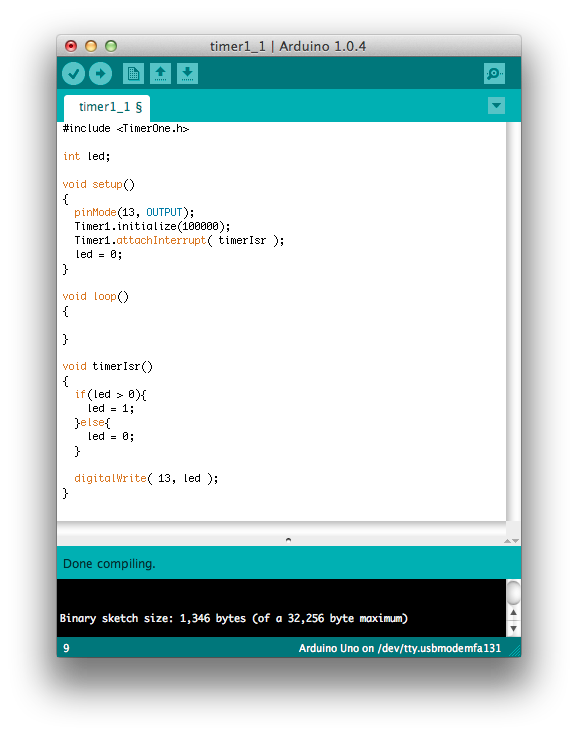 timer1_1 | Arduino 1.0.4
timer1_1 §
#include <TimerOne.h>
int led;
void setup()
{
pinMode(13, OUTPUT);
Timer1.initialize(100000);
Timer1.attachInterrupt( timerIsr );
led = 0;
}
void loop()
{
}
void timerIsr()
{
if(led > 0){
led = 1;
}else{
led = 0;
}
digitalWrite( 13, led );
}
Done compiling.
Binary sketch size: 1,346 bytes (of a 32,256 byte maximum)
9
Arduino Uno on /dev/tty.usbmodemfa131